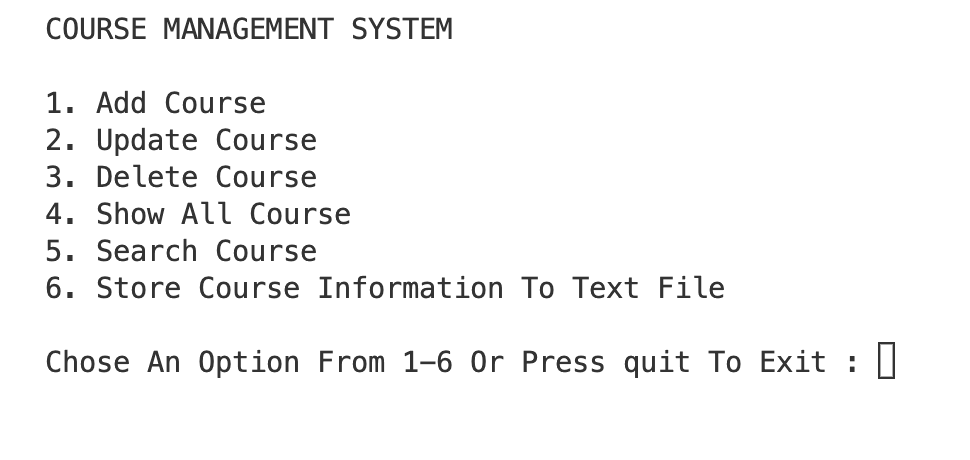 COURSE MANAGEMENT SYSTEM
1. Add Course
2. Update Course
3. Delete Course
4. Show All Course
5. Search Course
6. Store Course Information To Text File
Chose An Option From 1-6 Or Press quit To Exit :